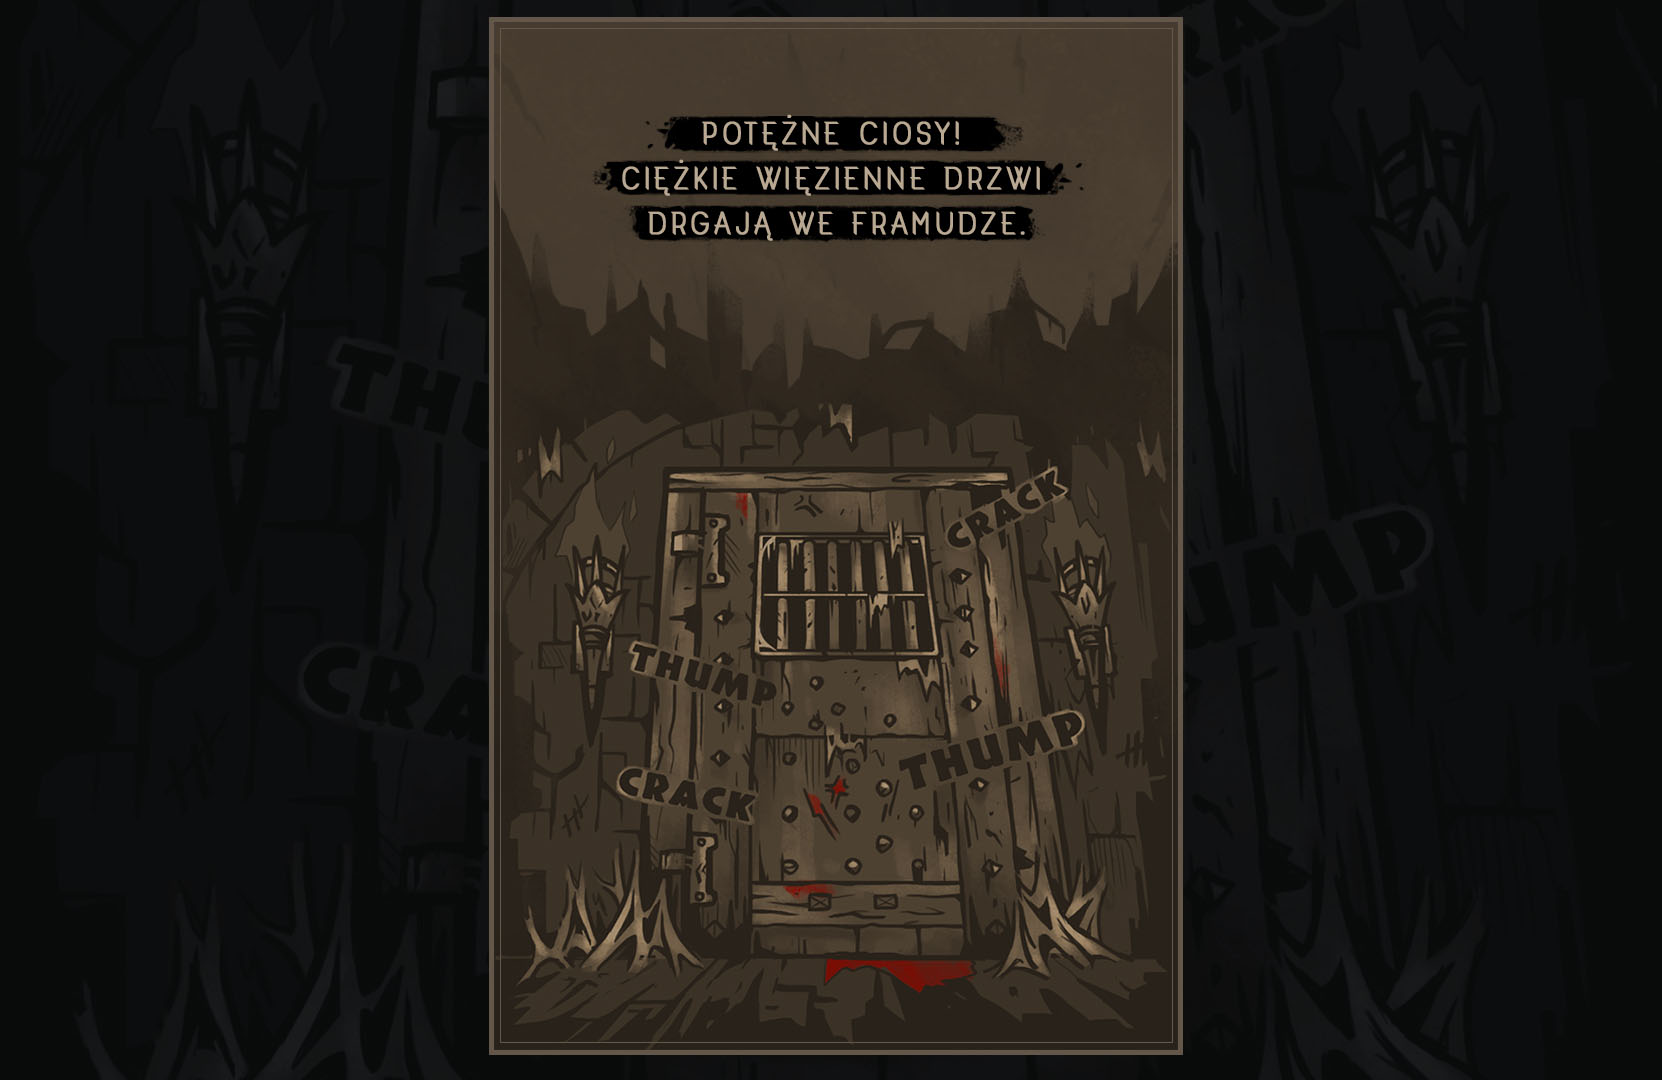 POTĘŻNE CIOSY!
CIĘŻKIE WIĘZIENNE DRZWI
DRGAJĄ WE FRAMUDZE.
CRACK
THUMP
THUMP
CRACK